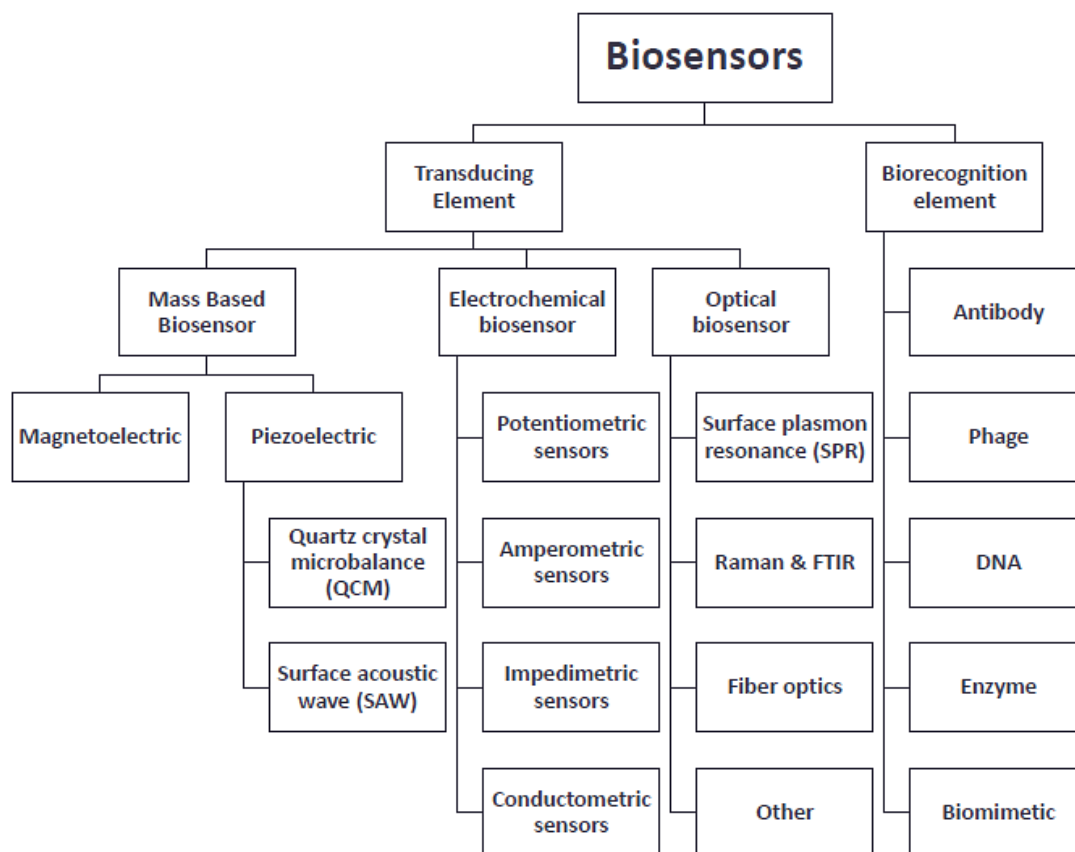 Biosensors
Transducing
Element
Biorecognition
element
Mass Based
Biosensor
Electrochemical
biosensor
Optical
biosensor
Antibody
Magnetoelectric
Piezoelectric
Potentiometric
sensors
Surface plasmon
resonance (SPR)
Phage
Quartz crystal
microbalance
(QCM)
Amperometric
sensors
Raman & FTIR
DNA
Surface acoustic
wave (SAW)
Impedimetric
sensors
Fiber optics
Enzyme
Conductometric
sensors
Other
Biomimetic